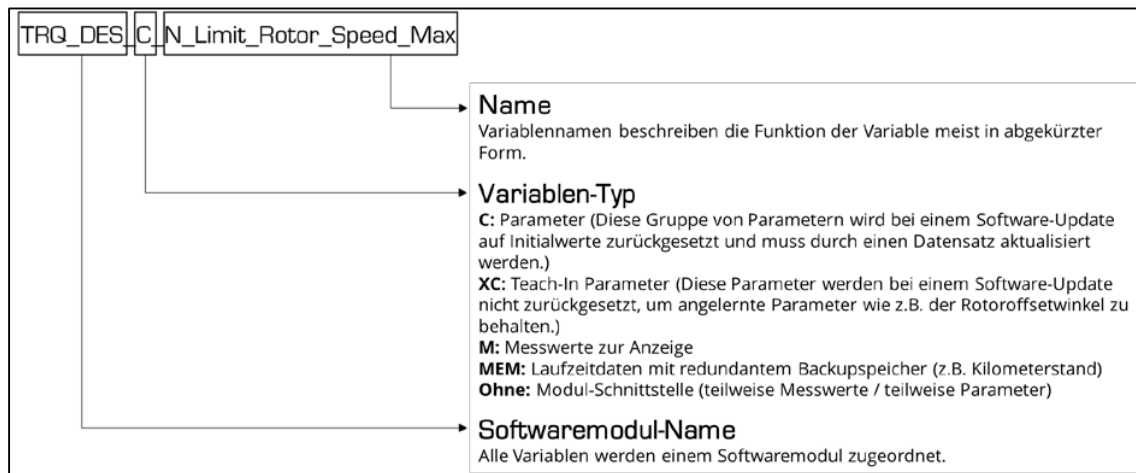 TRQ_DES_C_N_Limit_Rotor_Speed_Max
Name
Variablennamen beschreiben die Funktion der Variable meist in abgekürzter
Form.
Variablen-Typ
C: Parameter (Diese Gruppe von Parametern wird bei einem Software-Update
auf Initialwerte zurückgesetzt und muss durch einen Datensatz aktualisiert
werden.)
XC: Teach-In Parameter (Diese Parameter werden bei einem Software-Update
nicht zurückgesetzt, um angelernte Parameter wie z.B. der Rotoroffsetwinkel zu
behalten.)
M: Messwerte zur Anzeige
MEM: Laufzeitdaten mit redundantem Backupspeicher (z.B. Kilometerstand)
Ohne: Modul-Schnittstelle (teilweise Messwerte / teilweise Parameter)
Softwaremodul-Name
Alle Variablen werden einem Softwaremodul zugeordnet.